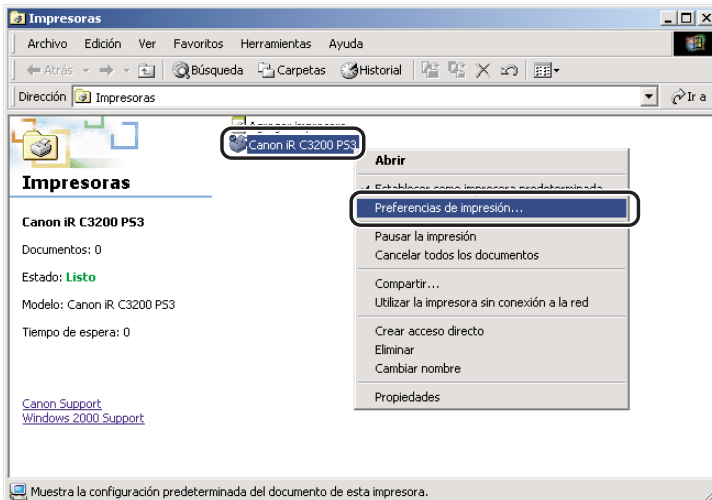 Impresoras
Archivo Edición Ver Favoritos Herramientas Ayuda
Atrás Búsqueda Carpetas Historial
Dirección Impresoras Ir a
Agregar impresora
Canon iR C3200 PS3
Impresoras
Canon iR C3200 PS3
Documentos: 0
Estado: Listo
Modelo: Canon iR C3200 PS3
Tiempo de espera: 0
Canon Support
Windows 2000 Support
Abrir
Establecer como impresora predeterminada
Preferencias de impresión...
Pausar la impresión
Cancelar todos los documentos
Compartir...
Utilizar la impresora sin conexión a la red
Crear acceso directo
Eliminar
Cambiar nombre
Propiedades
Muestra la configuración predeterminada del documento de esta impresora.